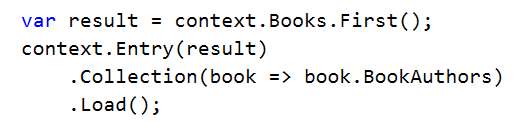 var result = context.Books.First();
context.Entry(result)
    .Collection(book => book.BookAuthors)
    .Load();